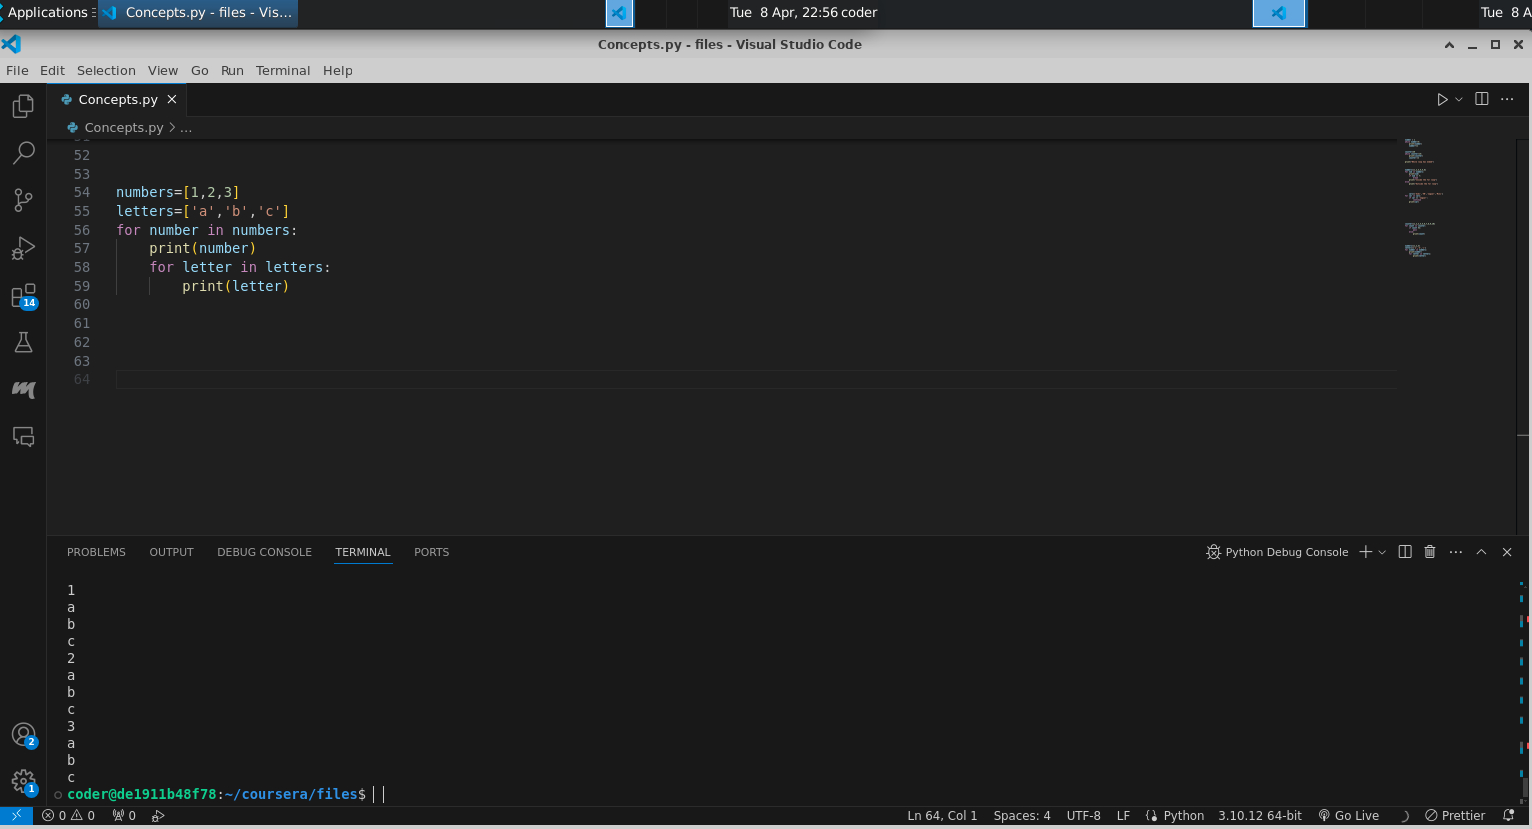 Applications Concepts.py - files - Vis... Tue 8 Apr, 22:56 coder Tue 8 A
Concepts.py - files - Visual Studio Code
File Edit Selection View Go Run Terminal Help
Concepts.py
Concepts.py > ...
52
53
54 numbers=[1,2,3]
55 letters=['a','b','c']
56 for number in numbers:
57     print(number)
58     for letter in letters:
59         print(letter)
60
61
62
63
64
14
PROBLEMS OUTPUT DEBUG CONSOLE TERMINAL PORTS Python Debug Console
1
a
b
c
2
a
b
c
3
a
b
c
coder@de1911b48f78:~/coursera/files$
2
1
0 0 0 Ln 64, Col 1 Spaces: 4 UTF-8 LF Python 3.10.12 64-bit Go Live Prettier